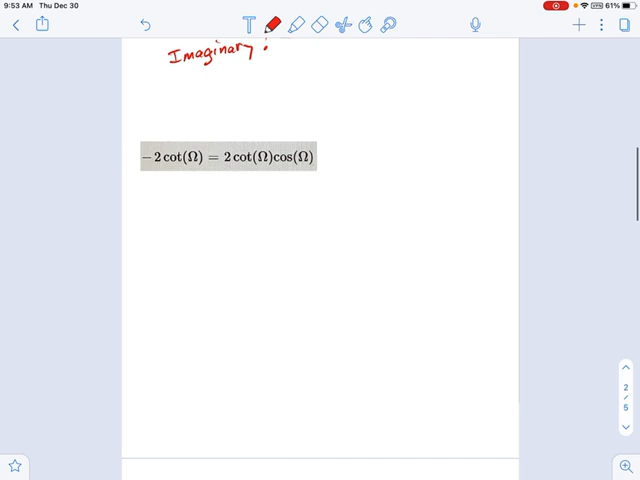 9:53 AM Thu Dec 30
61%
T
Imaginary :
− 2 cot(Ω) = 2 cot(Ω)cos(Ω)
2
/
5